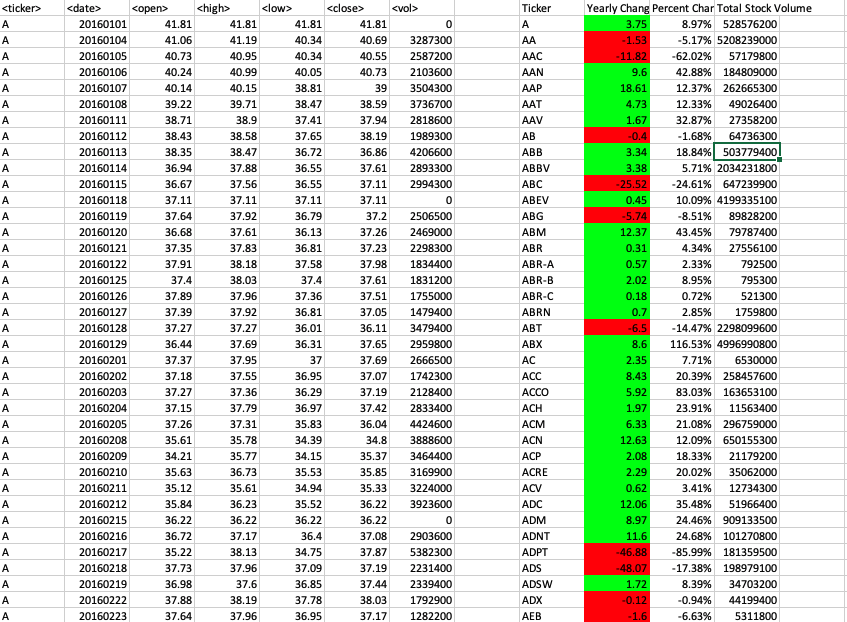 <ticker> <date> <open> <high> <low> <close> <vol> Ticker Yearly Chang Percent Char Total Stock Volume
A 20160101 41.81 41.81 41.81 41.81 0 A 3.75 8.97% 528576200
A 20160104 41.06 41.19 40.34 40.69 3287300 AA -1.53 -5.17% 5208239000
A 20160105 40.73 40.95 40.34 40.55 2587200 AAC -11.82 -62.02% 57179800
A 20160106 40.24 40.99 40.05 40.73 2103600 AAN 9.6 42.88% 184809000
A 20160107 40.14 40.15 38.81 39 3504300 AAP 18.61 12.37% 262665300
A 20160108 39.22 39.71 38.47 38.59 3736700 AAT 4.73 12.33% 49026400
A 20160111 38.71 38.9 37.41 37.94 2818600 AAV 1.67 32.87% 27358200
A 20160112 38.43 38.58 37.65 38.19 1989300 AB -0.4 -1.68% 64736300
A 20160113 38.35 38.47 36.72 36.86 4206600 ABB 3.34 18.84% 503779400
A 20160114 36.94 37.88 36.55 37.61 2893300 ABBV 3.38 5.71% 2034231800
A 20160115 36.67 37.56 36.55 37.11 2994300 ABC -25.52 -24.61% 647239900
A 20160118 37.11 37.11 37.11 37.11 0 ABEV 0.45 10.09% 4199335100
A 20160119 37.64 37.92 36.79 37.2 2506500 ABG -5.74 -8.51% 89828200
A 20160120 36.68 37.61 36.13 37.26 2469000 ABM 12.37 43.45% 79787400
A 20160121 37.35 37.83 36.81 37.23 2298300 ABR 0.31 4.34% 27556100
A 20160122 37.91 38.18 37.58 37.98 1834400 ABR-A 0.57 2.33% 792500
A 20160125 37.4 38.03 37.4 37.61 1831200 ABR-B 2.02 8.95% 795300
A 20160126 37.89 37.96 37.36 37.51 1755000 ABR-C 0.18 0.72% 521300
A 20160127 37.39 37.92 36.81 37.05 1479400 ABRN 0.7 2.85% 1759800
A 20160128 37.27 37.27 36.01 36.11 3479400 ABT -6.5 -14.47% 2298099600
A 20160129 36.44 37.69 36.31 37.65 2959800 ABX 8.6 116.53% 4996990800
A 20160201 37.37 37.95 37 37.69 2666500 AC 2.35 7.71% 6530000
A 20160202 37.18 37.55 36.95 37.07 1742300 ACC 8.43 20.39% 258457600
A 20160203 37.27 37.36 36.29 37.19 2128400 ACCO 5.92 83.03% 163653100
A 20160204 37.15 37.79 36.97 37.42 2833400 ACH 1.97 23.91% 11563400
A 20160205 37.26 37.31 35.83 36.04 4424600 ACM 6.33 21.08% 296759000
A 20160208 35.61 35.78 34.39 34.8 3888600 ACN 12.63 12.09% 650155300
A 20160209 34.21 35.77 34.15 35.37 3464400 ACP 2.08 18.33% 21179200
A 20160210 35.63 36.73 35.53 35.85 3169900 ACRE 2.29 20.02% 35062000
A 20160211 35.12 35.61 34.94 35.33 3224000 ACV 0.62 3.41% 12734300
A 20160212 35.84 36.23 35.52 36.22 3923600 ADC 12.06 35.48% 51966400
A 20160215 36.22 36.22 36.22 36.22 0 ADM 8.97 24.46% 909133500
A 20160216 36.72 37.17 36.4 37.08 2903600 ADNT 11.6 24.68% 101270800
A 20160217 35.22 38.13 34.75 37.87 5382300 ADPT -46.88 -85.99% 181359500
A 20160218 37.73 37.96 37.09 37.19 2231400 ADS -48.07 -17.38% 198979100
A 20160219 36.98 37.6 36.85 37.44 2339400 ADSW 1.72 8.39% 34703200
A 20160222 37.88 38.19 37.78 38.03 1792900 ADX -0.12 -0.94% 44199400
A 20160223 37.64 37.96 36.95 37.17 1282200 AEB -1.6 -6.63% 5311800